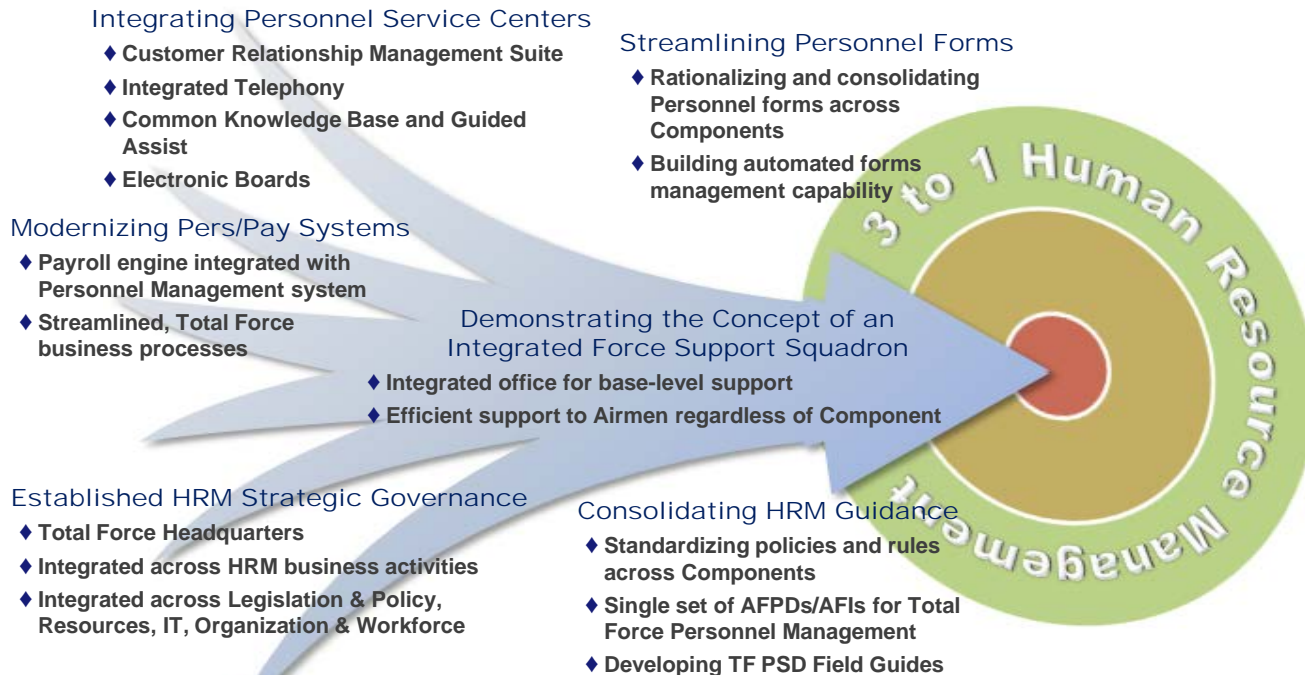 Integrating Personnel Service Centers
♦ Customer Relationship Management Suite
♦ Integrated Telephony
♦ Common Knowledge Base and Guided
Assist
♦ Electronic Boards
Streamlining Personnel Forms
♦ Rationalizing and consolidating
Personnel forms across
Components
♦ Building automated forms
management capability
Modernizing Pers/Pay Systems
♦ Payroll engine integrated with
Personnel Management system
♦ Streamlined, Total Force
business processes
Demonstrating the Concept of an
Integrated Force Support Squadron
♦ Integrated office for base-level support
♦ Efficient support to Airmen regardless of Component
3 to 1 Human Resource Management
Established HRM Strategic Governance
♦ Total Force Headquarters
♦ Integrated across HRM business activities
♦ Integrated across Legislation & Policy,
Resources, IT, Organization & Workforce
Consolidating HRM Guidance
♦ Standardizing policies and rules
across Components
♦ Single set of AFPDs/AFIs for Total
Force Personnel Management
♦ Developing TF PSD Field Guides